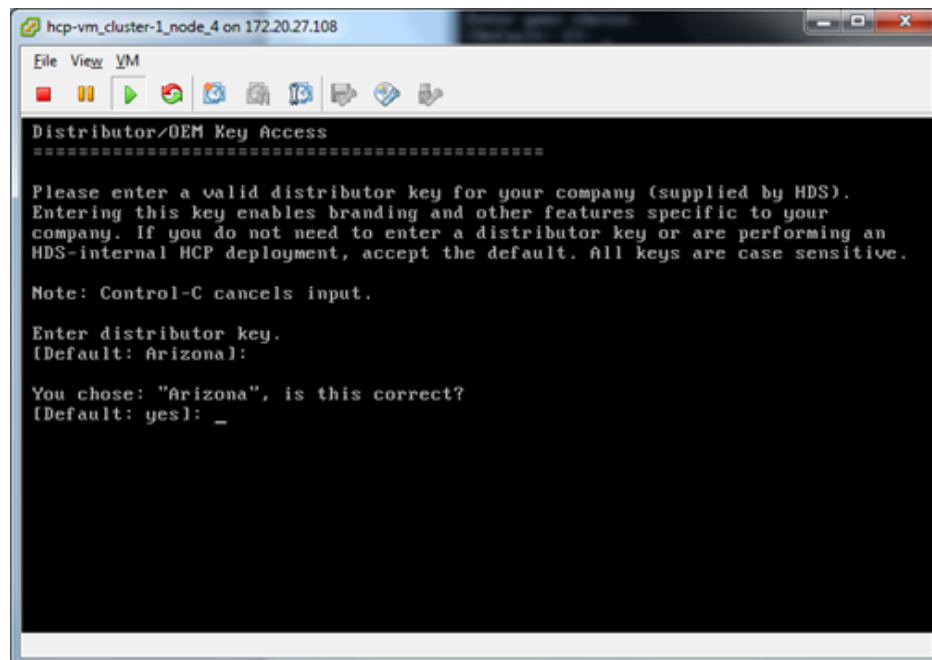 hcp-vm_cluster-1_node_4 on 172.20.27.108
File View VM
Distributor/OEM Key Access
=============================================
Please enter a valid distributor key for your company (supplied by HDS).
Entering this key enables branding and other features specific to your
company. If you do not need to enter a distributor key or are performing an
HDS-internal HCP deployment, accept the default. All keys are case sensitive.
Note: Control-C cancels input.
Enter distributor key.
[Default: Arizona]:
You chose: "Arizona", is this correct?
[Default: yes]: _